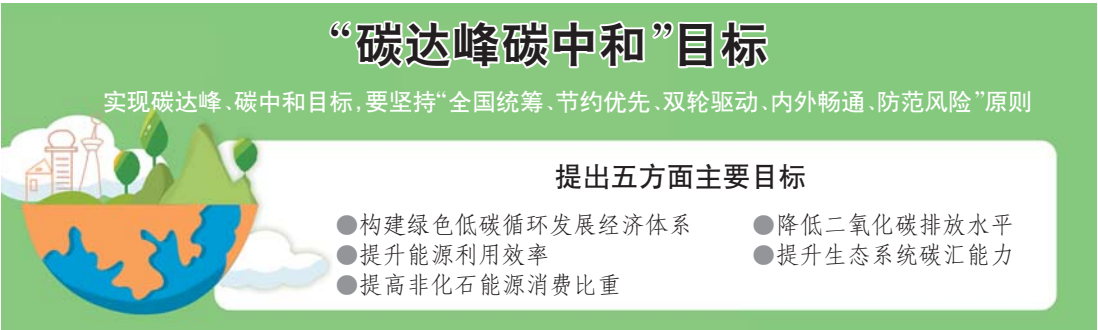 “碳达峰碳中和”目标
实现碳达峰、碳中和目标,要坚持“全国统筹、节约优先、双轮驱动、内外畅通、防范风险”原则
提出五方面主要目标
●构建绿色低碳循环发展经济体系
●提升能源利用效率
●提高非化石能源消费比重
●降低二氧化碳排放水平
●提升生态系统碳汇能力